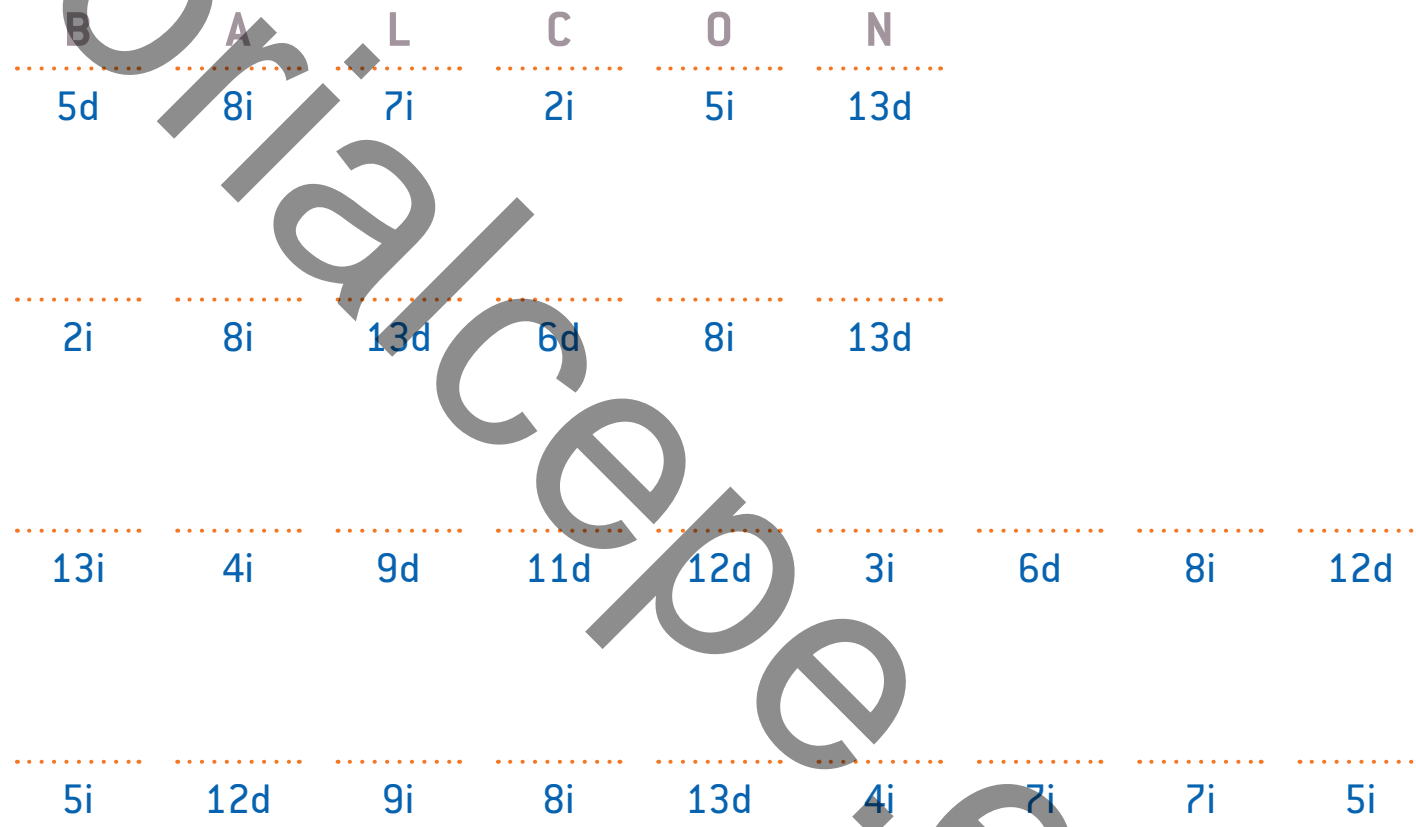 B A L C O N
5d 8i 7i 2i 5i 13d
2i 8i 13d 6d 8i 13d
13i 4i 9d 11d 12d 3i 6d 8i 12d
5i 12d 9i 8i 13d 4i 7i 7i 5i
orialcepe